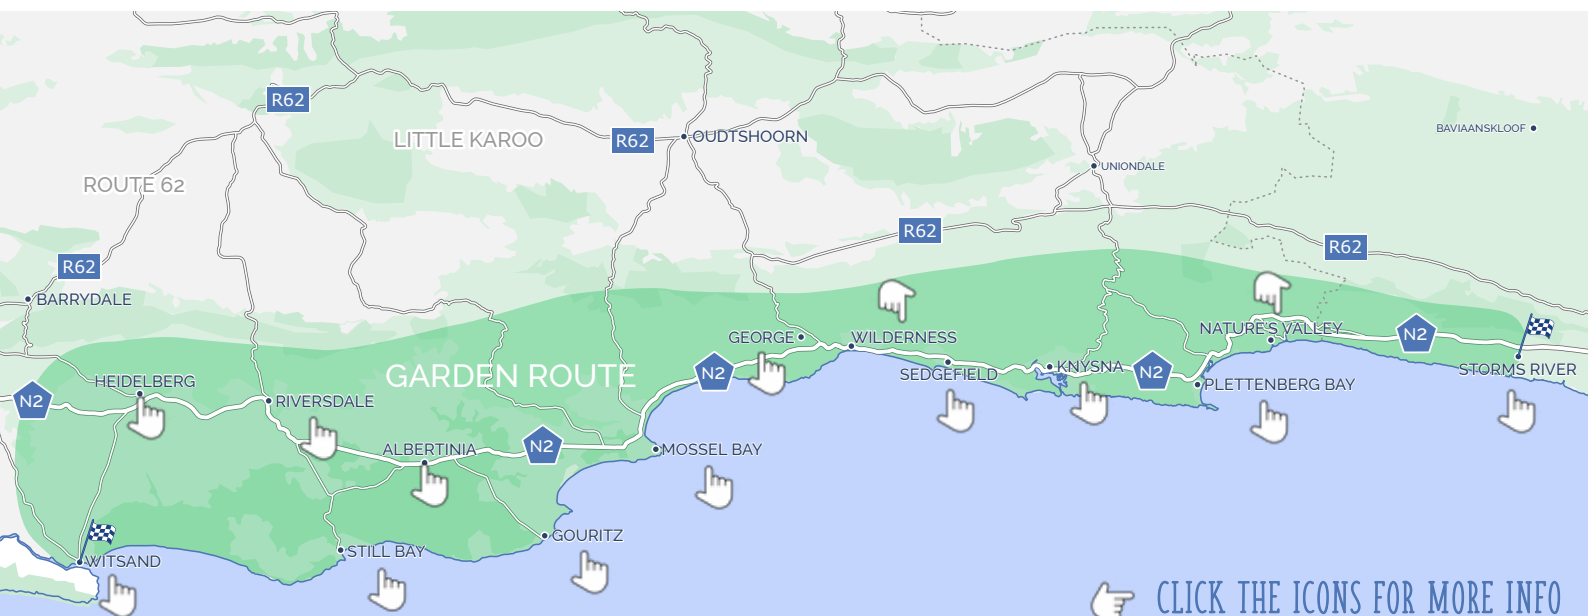 R62
LITTLE KAROO
R62
OUDTSHOORN
BAVIAANSKLOOF
UNIONDALE
ROUTE 62
R62
R62
R62
BARRYDALE
GEORGE
WILDERNESS
NATURE'S VALLEY
N2
GARDEN ROUTE
N2
KNYSNA
N2
STORMS RIVER
SEDGEFIELD
PLETTENBERG BAY
HEIDELBERG
N2
RIVERSDALE
ALBERTINIA
N2
MOSSEL BAY
GOURITZ
STILL BAY
WITSAND
CLICK THE ICONS FOR MORE INFO